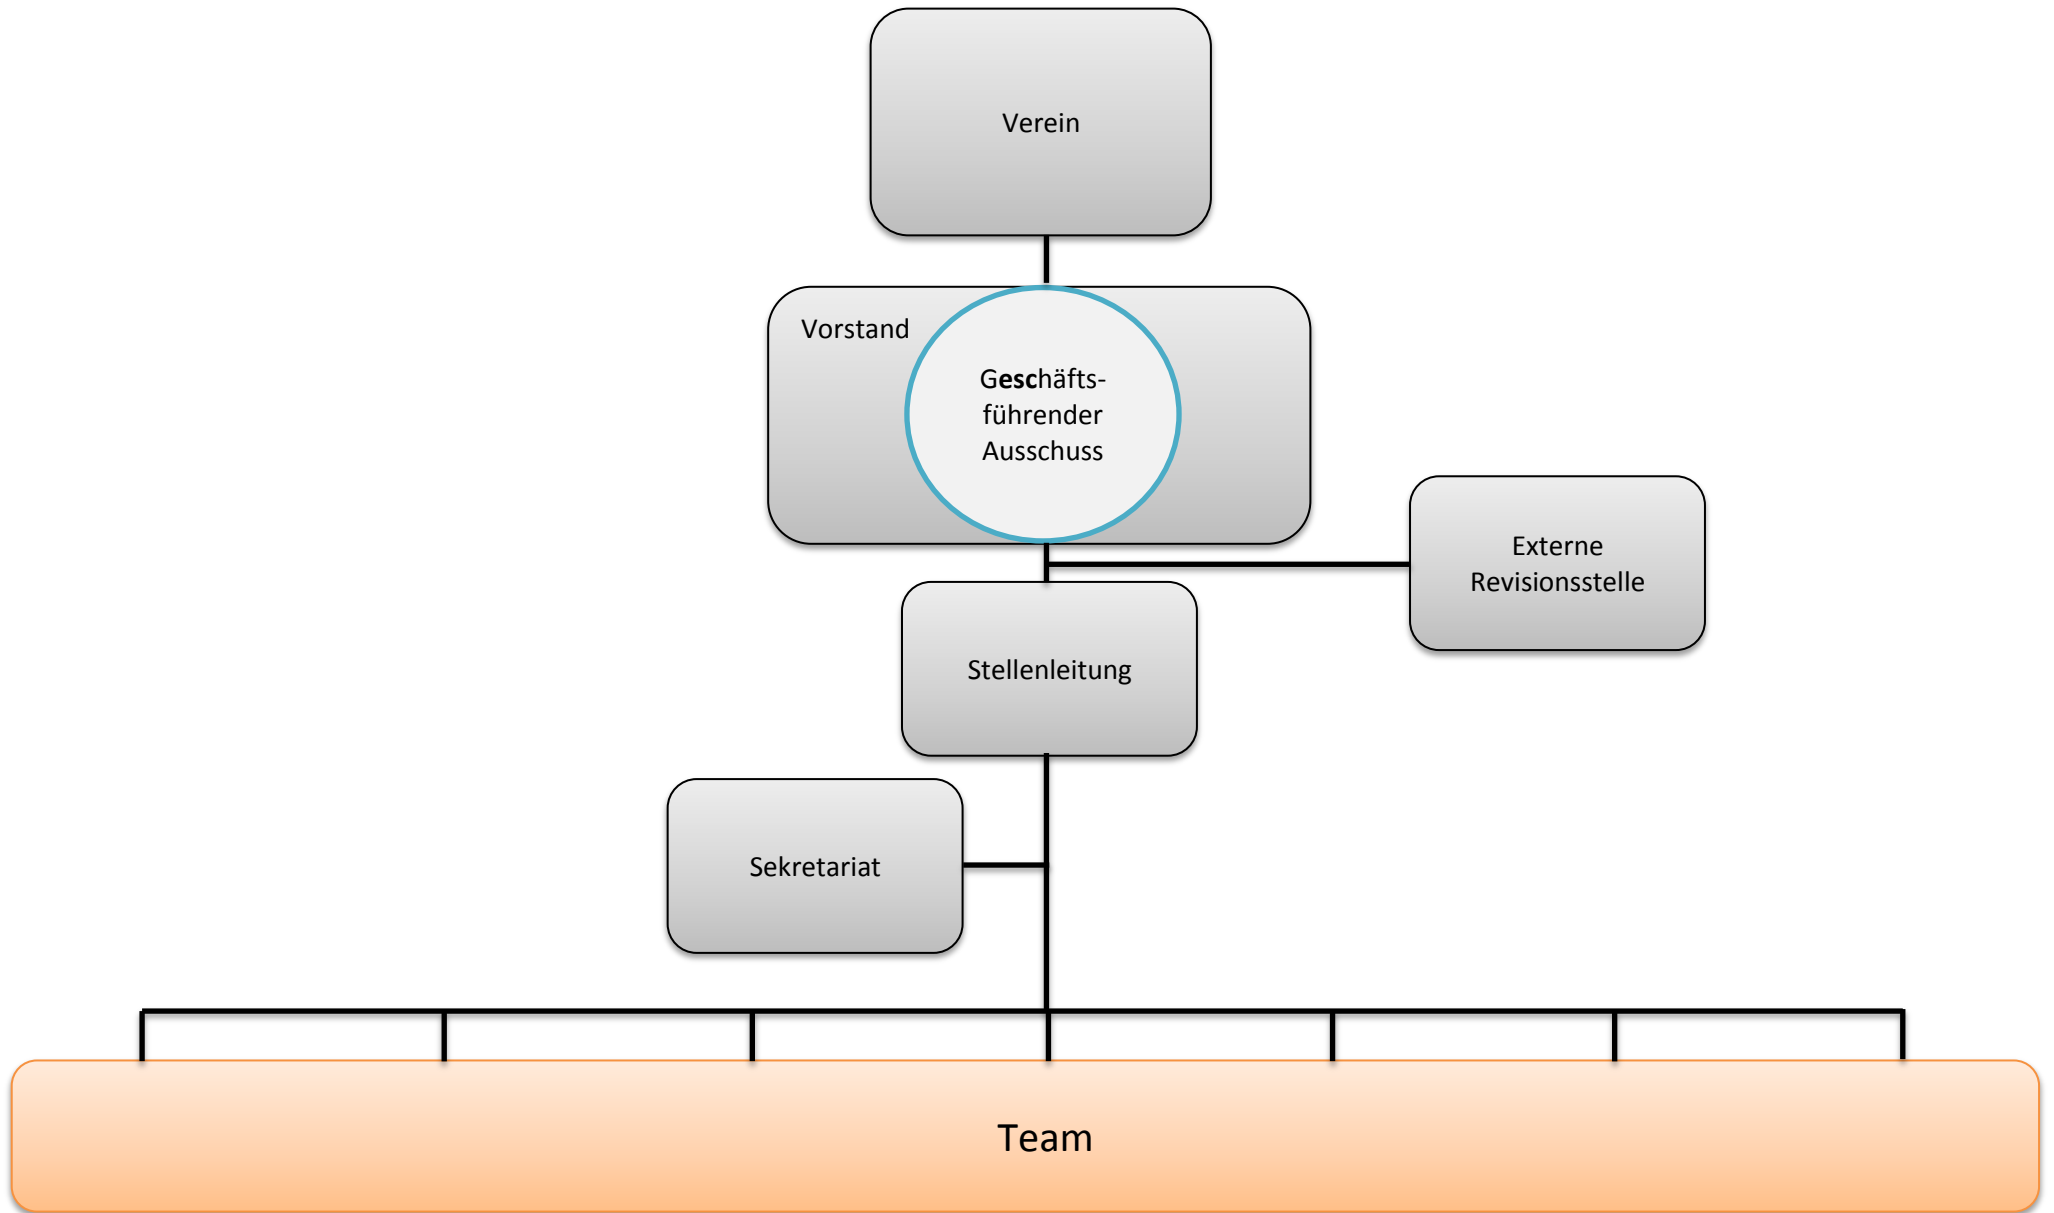 Verein
Vorstand
Geschäfts-
führender
Ausschuss
Externe
Revisionsstelle
Stellenleitung
Sekretariat
Team